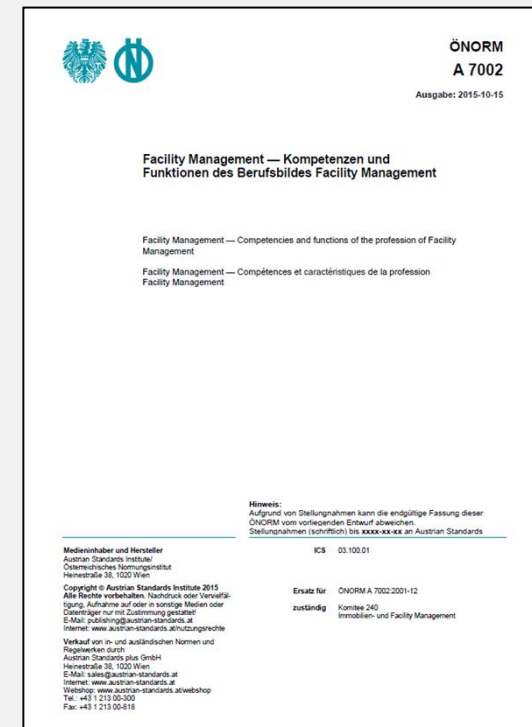 ÖNORM
A 7002
Ausgabe: 2015-10-15
Facility Management — Kompetenzen und
Funktionen des Berufsbildes Facility Management
Facility Management — Competencies and functions of the profession of Facility
Management
Facility Management — Compétences et caractéristiques de la profession
Facility Management
Hinweis:
Aufgrund von Stellungnahmen kann die endgültige Fassung dieser
ÖNORM vom vorliegenden Entwurf abweichen.
Stellungnahmen (schriftlich) bis xxxx-xx-xx an Austrian Standards
Medieninhaber und Hersteller
Austrian Standards Institute/
Österreichisches Normungsinstitut
Heinestraße 38, 1020 Wien
Copyright © Austrian Standards Institute 2015
Alle Rechte vorbehalten. Nachdruck oder Vervielfäl-
tigung, Aufnahme auf oder in sonstige Medien oder
Datenträger nur mit Zustimmung gestattet!
E-Mail: publishing@austrian-standards.at
Internet: www.austrian-standards.at/nutzungsrechte
Verkauf von in- und ausländischen Normen und
Regelwerken durch
Austrian Standards plus GmbH
Heinestraße 38, 1020 Wien
E-Mail: sales@austrian-standards.at
Internet: www.austrian-standards.at
Webshop: www.austrian-standards.at/webshop
Tel.: +43 1 213 00-300
Fax: +43 1 213 00-818
ICS 03.100.01
Ersatz für ÖNORM A 7002:2001-12
zuständig Komitee 240
Immobilien- und Facility Management